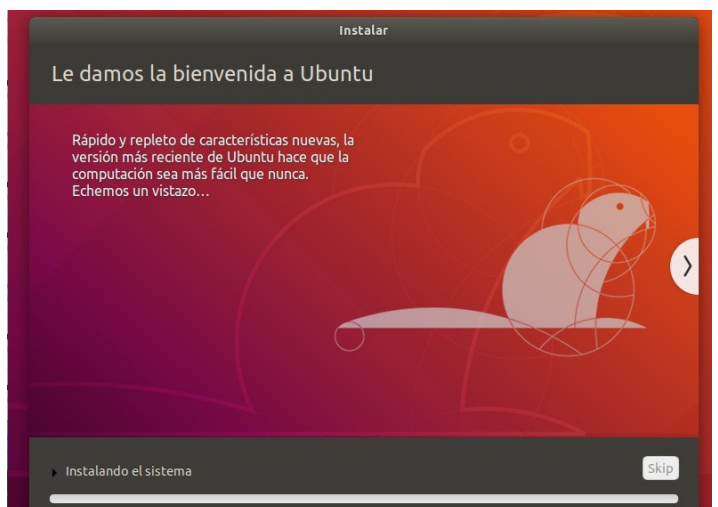 Instalar
Le damos la bienvenida a Ubuntu
Rápido y repleto de características nuevas, la
versión más reciente de Ubuntu hace que la
computación sea más fácil que nunca.
Echemos un vistazo...
Instalando el sistema
Skip